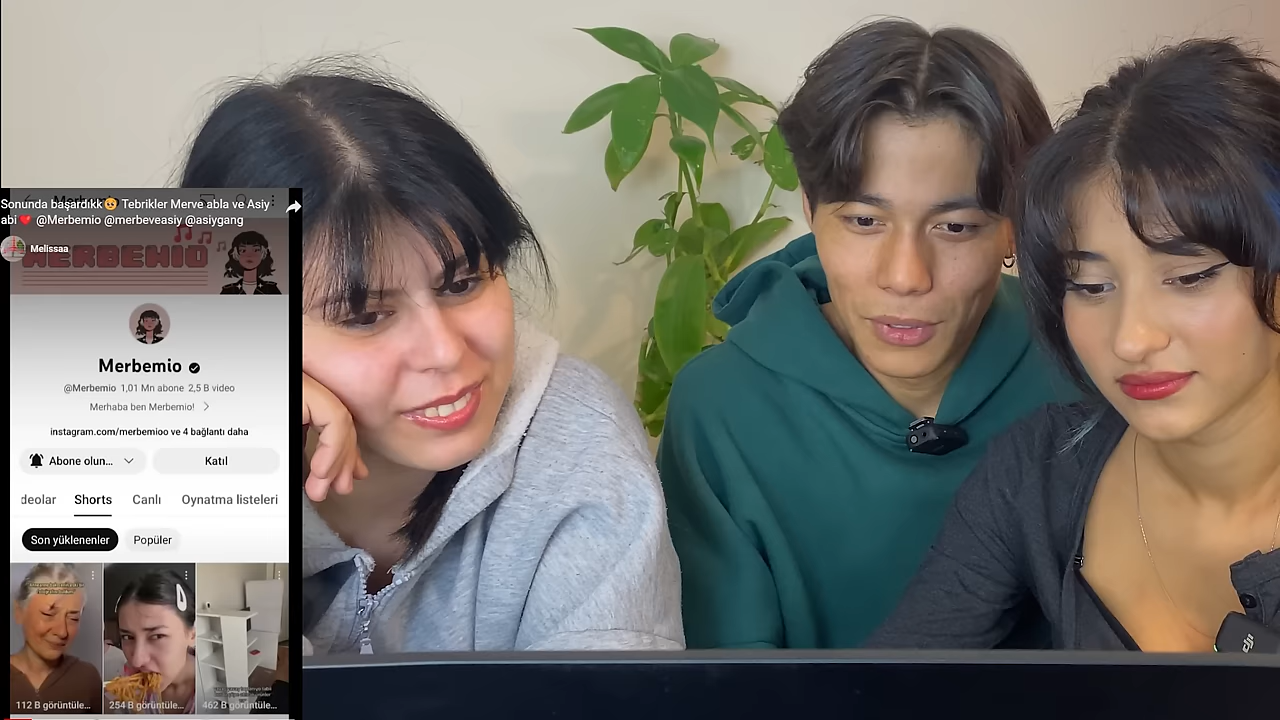 Sonunda başardıkk😥 Tebrikler Merve abla ve Asiy
abi❤️ @Merbemio @merbeveasiy @asiygang
Melissaa
MERBEMIO
Merbemio
@Merbemio 1,01 Mn abone 2,5 B video
Merhaba ben Merbemio!
instagram.com/merbemioo ve 4 bağlantı daha
Abone olun...
Katıl
deolar Shorts Canlı Oynatma listeleri
Son yüklenenler Popüler
112 B görüntüle...
254 B görüntüle...
462 B görüntüle...
dji